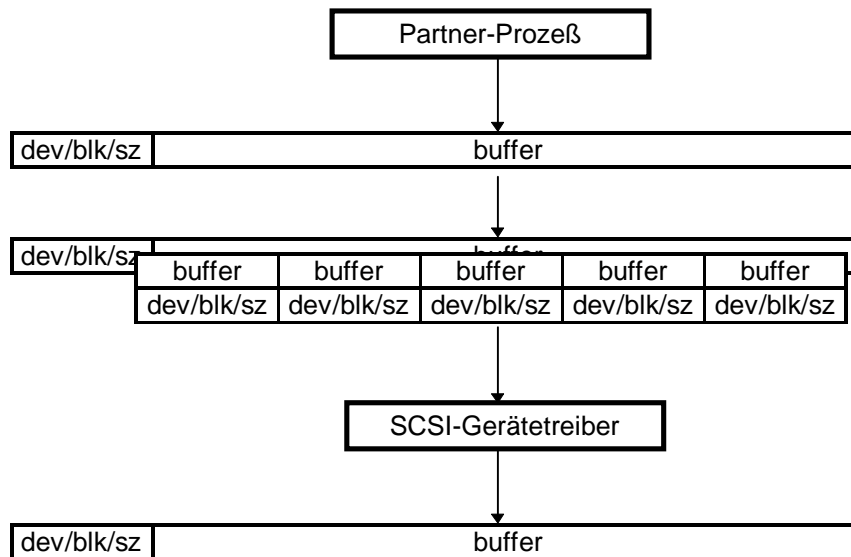 Partner-Prozeß
dev/blk/sz buffer
dev/blk/sz buffer
buffer buffer buffer buffer buffer
dev/blk/sz dev/blk/sz dev/blk/sz dev/blk/sz dev/blk/sz
SCSI-Gerätetreiber
dev/blk/sz buffer